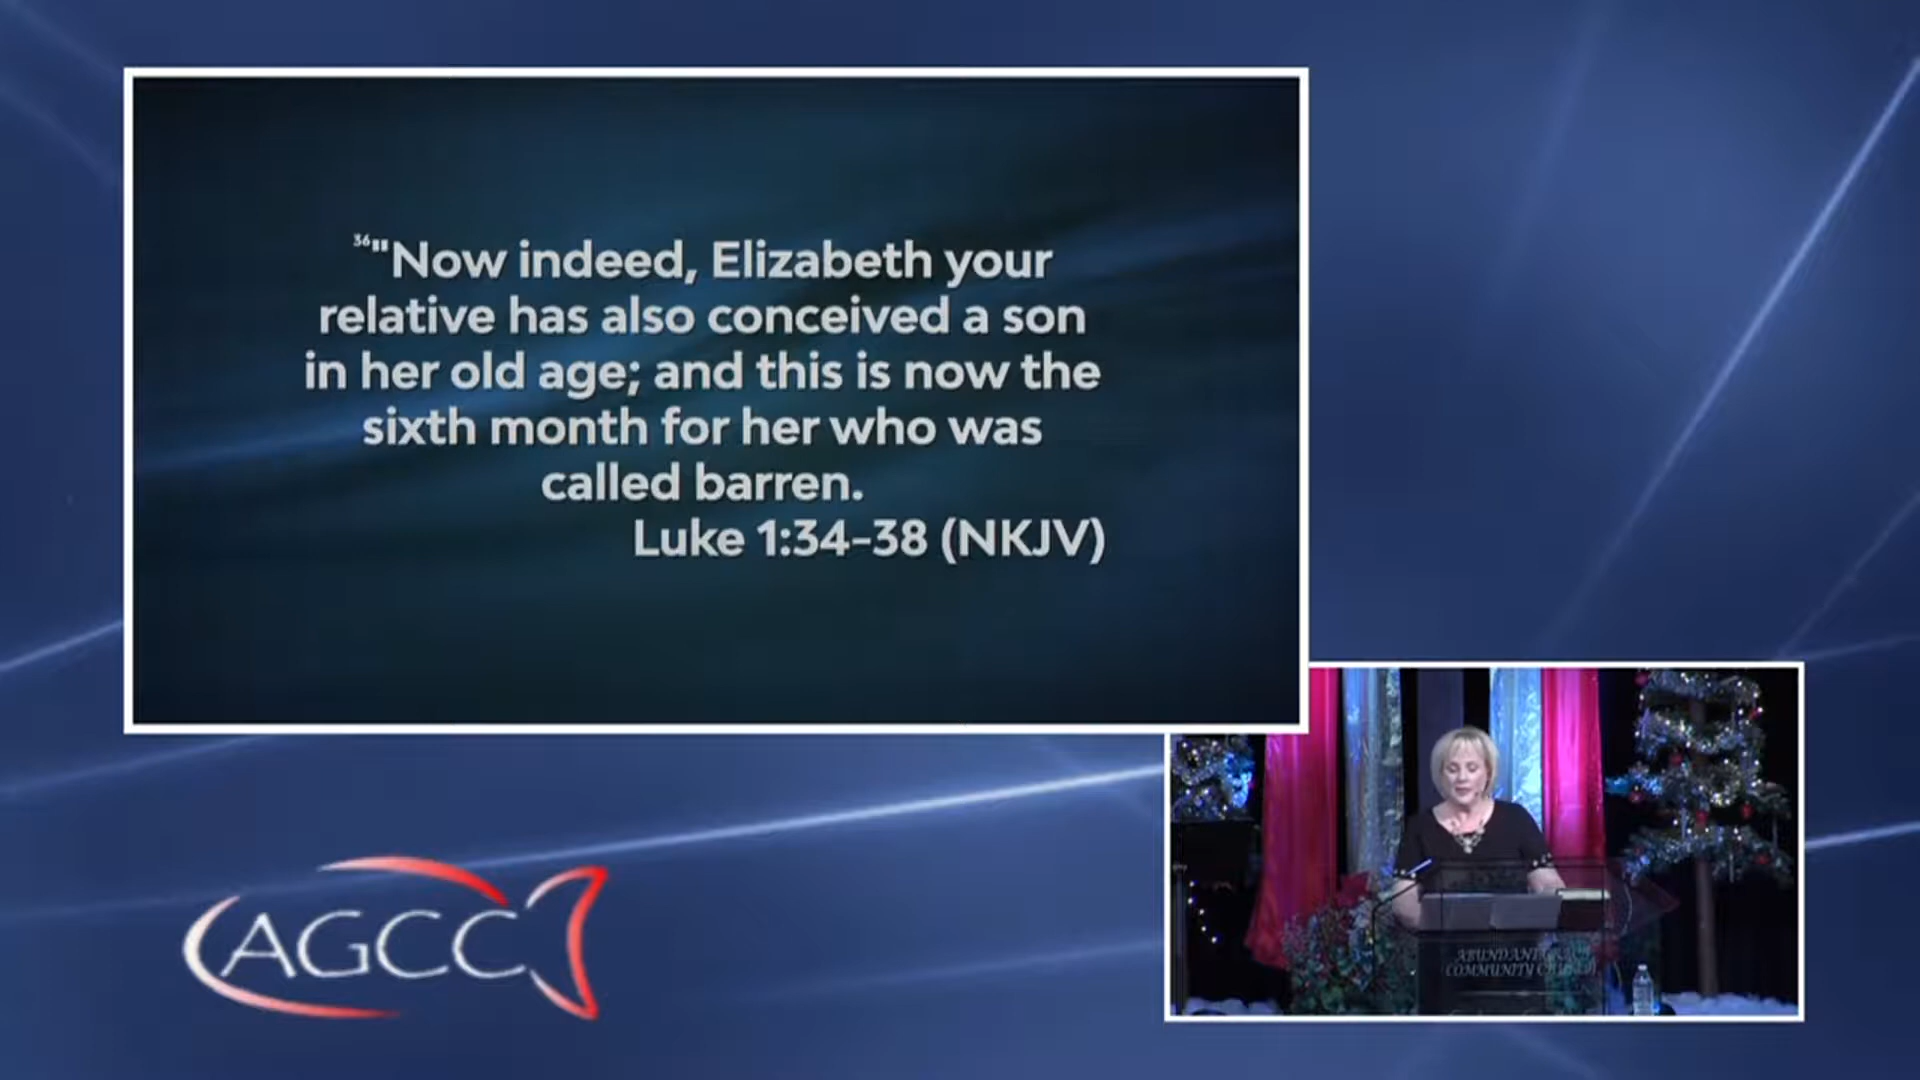 ³⁶"Now indeed, Elizabeth your
relative has also conceived a son
in her old age; and this is now the
sixth month for her who was
called barren.
Luke 1:34-38 (NKJV)
AGCC
COMMUNITY